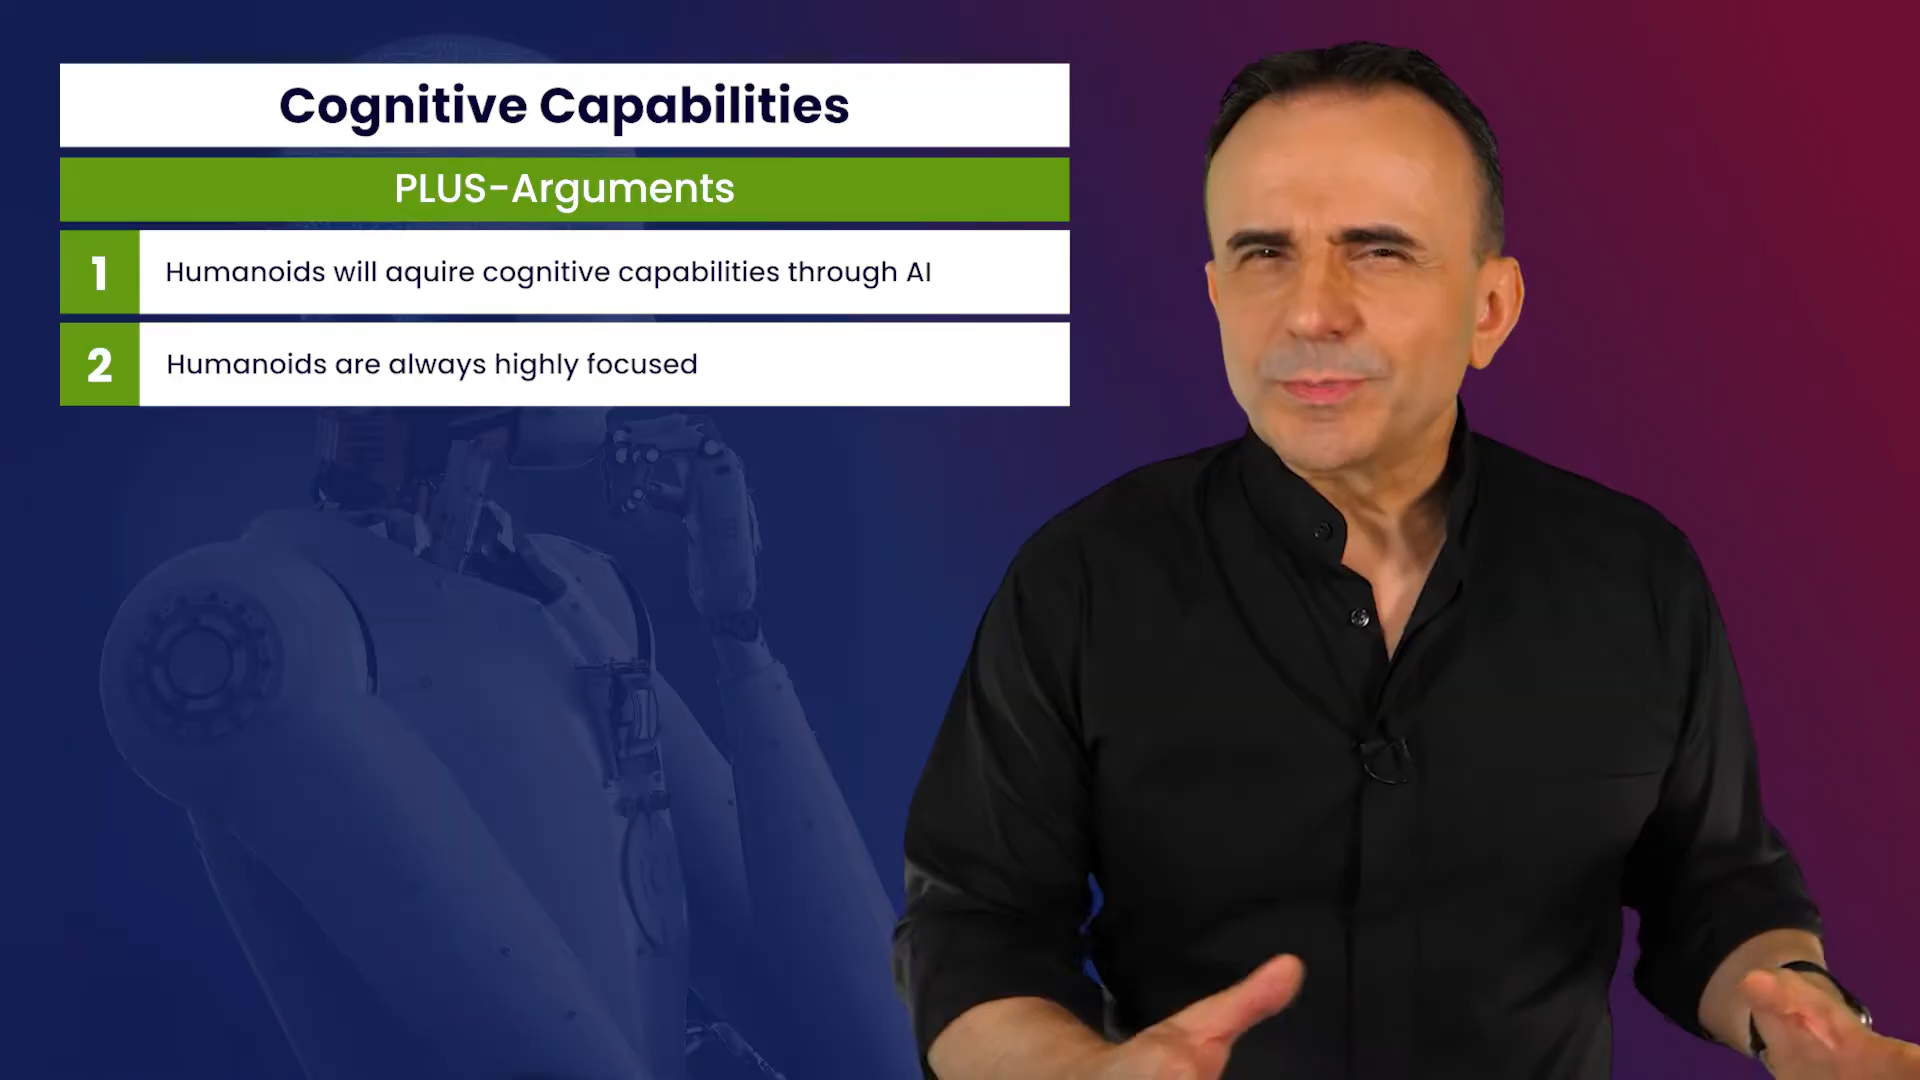 Cognitive Capabilities
PLUS-Arguments
1 Humanoids will aquire cognitive capabilities through AI
2 Humanoids are always highly focused